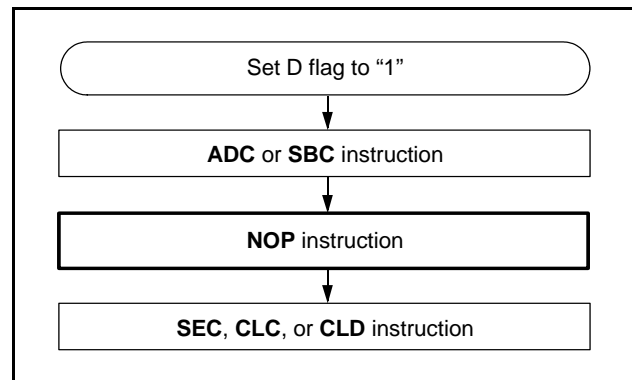 Set D flag to “1”
ADC or SBC instruction
NOP instruction
SEC, CLC, or CLD instruction